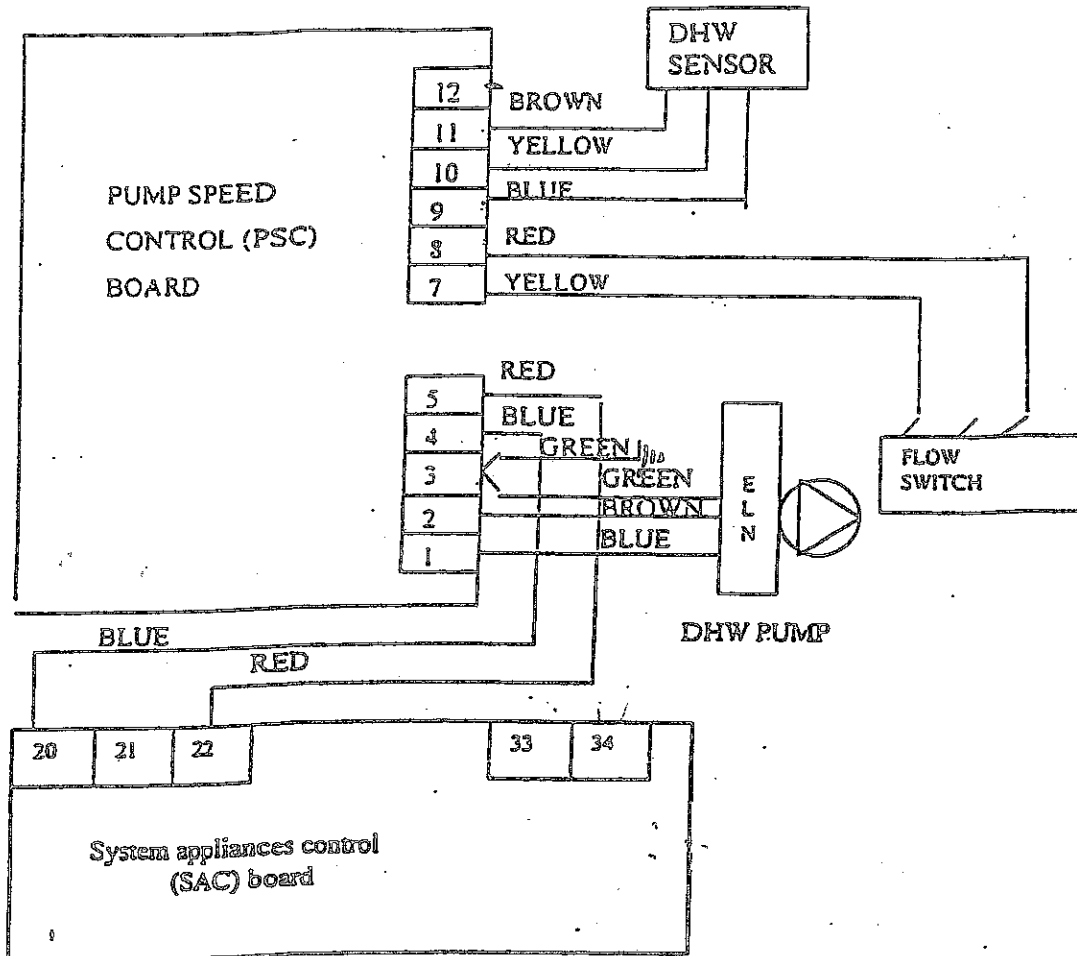 DHW
SENSOR
12
BROWN
11
YELLOW
10
BLUE
9
RED
8
YELLOW
7
PUMP SPEED
CONTROL (PSC)
BOARD
RED
5
BLUE
4
GREEN
3
GREEN
2
BROWN
1
BLUE
E
L
N
FLOW
SWITCH
DHW PUMP
BLUE
RED
20
21
22
33
34
System appliances control
(SAC) board